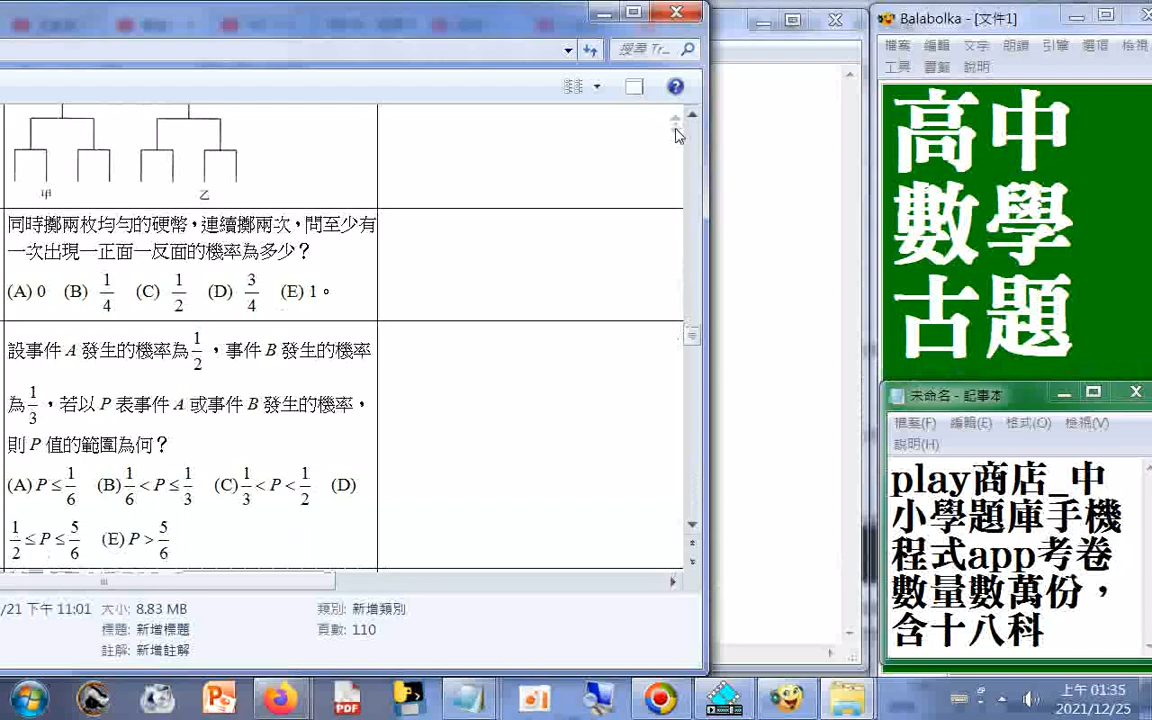 搜尋 Tr...
甲 乙
同時擲兩枚均勻的硬幣，連續擲兩次，問至少有
一次出現一正面一反面的機率為多少？
(A) 0 (B) 1/4 (C) 1/2 (D) 3/4 (E) 1。
設事件 A 發生的機率為 1/2，事件 B 發生的機率
為 1/3，若以 P 表事件 A 或事件 B 發生的機率，
則 P 值的範圍為何？
(A) P ≤ 1/6 (B) 1/6 < P ≤ 1/3 (C) 1/3 < P < 1/2 (D)
1/2 ≤ P ≤ 5/6 (E) P > 5/6
/21 下午 11:01 大小: 8.83 MB 類別: 新增類別
標題: 新增標題 頁數: 110
註解: 新增註解
Balabolka - [文件1]
檔案 編輯 文字 朗讀 引擎 選項 檢視
工具 書籤 說明
高中
數學
古題
未命名 - 記事本
檔案(F) 編輯(E) 格式(O) 檢視(V)
說明(H)
play商店_中
小學題庫手機
程式app考卷
數量數萬份，
含十八科
PDF
上午 01:35
2021/12/25